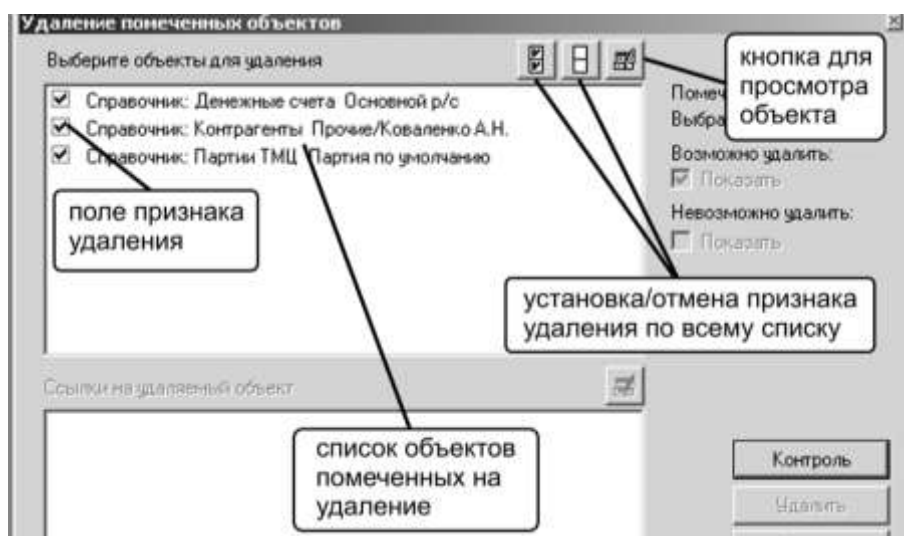 Удаление помеченных объектов
Выберите объекты для удаления
кнопка для
просмотра
объекта
Справочник: Денежные счета Основной р/с
Справочник: Контрагенты Прочие/Коваленко А.Н.
Справочник: Партии ТМЦ Партия по умолчанию
Возможно удалить:
Показать
Невозможно удалить:
Показать
поле признака
удаления
установка/отмена признака
удаления по всему списку
Ссылки на удаляемый объект
список объектов
помеченных на
удаление
Контроль
Удалить